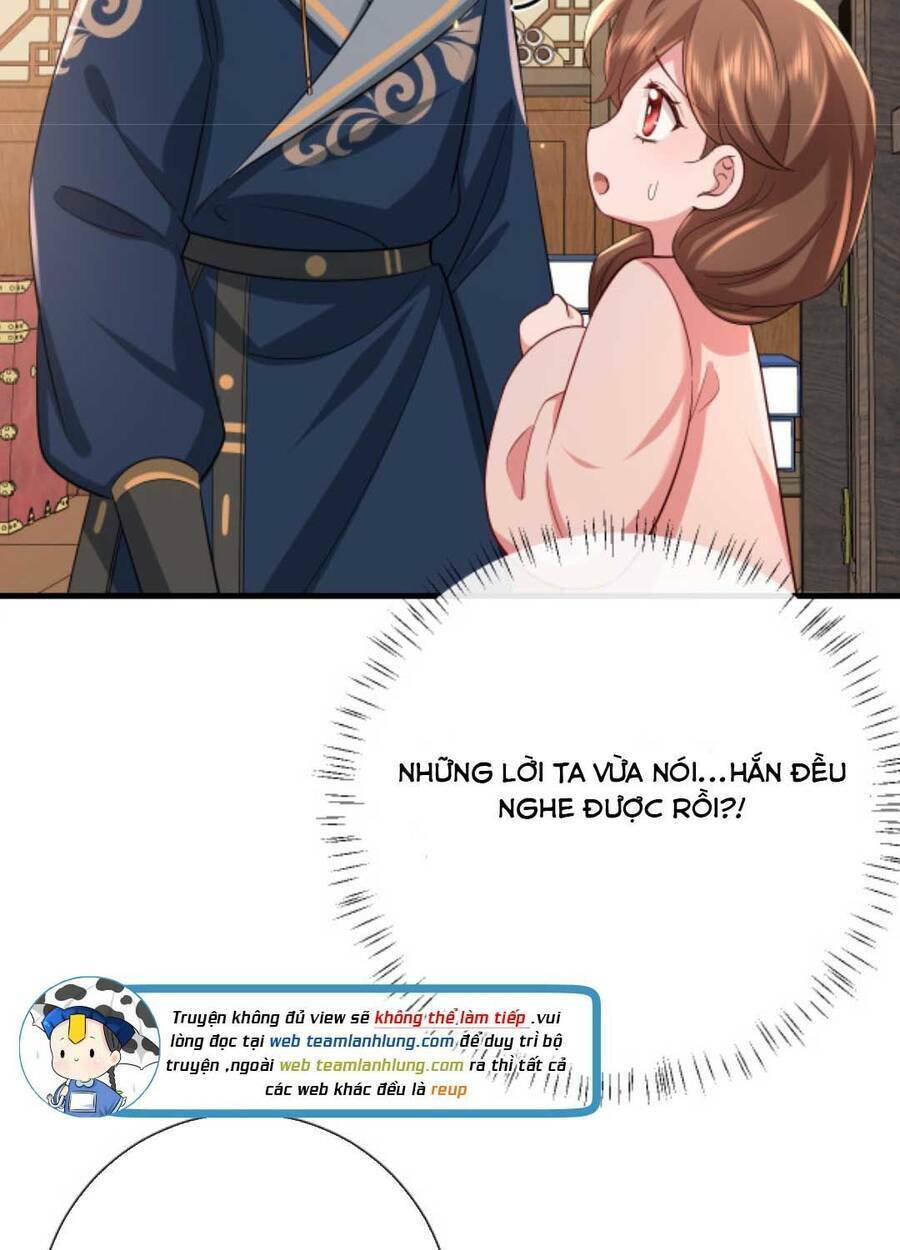 NHỮNG LỜI TA VỪA NÓI...HẮN ĐỀU
NGHE ĐƯỢC RỒI?!
Truyện không đủ view sẽ không thể làm tiếp .vui
lòng đọc tại web teamlanhlung.com để duy trì bộ
truyện ,ngoài web teamlanhlung.com ra thì tất cả
các web khác đều là reup